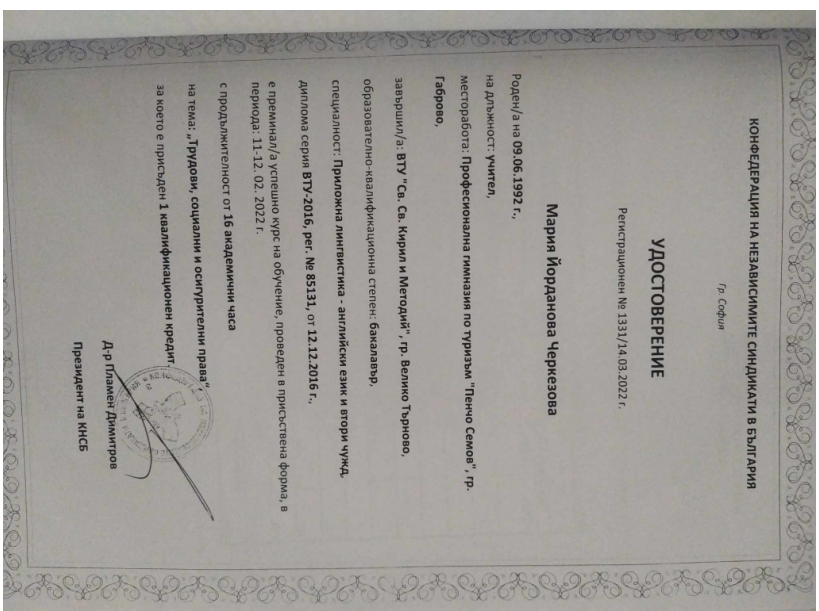 КОНФЕДЕРАЦИЯ НА НЕЗАВИСИМИТЕ СИНДИКАТИ В БЪЛГАРИЯ
Гр. София
УДОСТОВЕРЕНИЕ
Регистрационен № 1331/14.03.2022 г.
Мария Йорданова Черкезова
Роден/а на 09.06.1992 г.,
на длъжност: учител,
месторабота: Професионална гимназия по туризъм "Пенчо Семов", гр.
Габрово,
завършил/а: ВТУ "Св. Св. Кирил и Методий", гр. Велико Търново,
образователно-квалификационна степен: бакалавър,
специалност: Приложна лингвистика - английски език и втори чужд,
диплома серия ВТУ-2016, рег. № 85131, от 12.12.2016 г.,
е преминал/а успешно курс на обучение, проведен в присъствена форма, в
периода: 11-12. 02. 2022 г.
с продължителност от 16 академични часа
на тема: „Трудови, социални и осигурителни права",
за което е присъден 1 квалификационен кредит.
Д-р Пламен Димитров
Президент на КНСБ